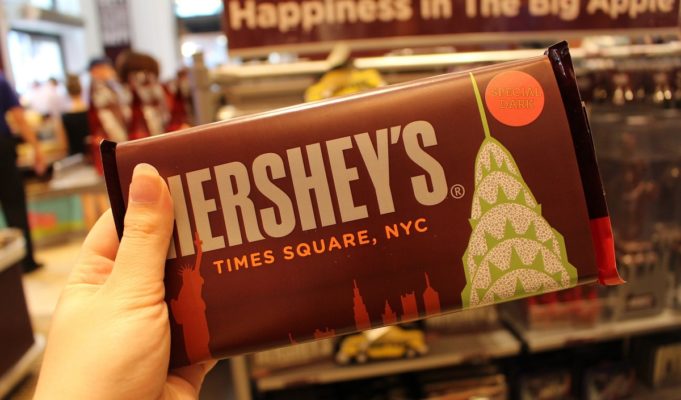 Happiness in The Big Apple
SPECIAL
DARK
HERSHEY'S®
TIMES SQUARE, NYC